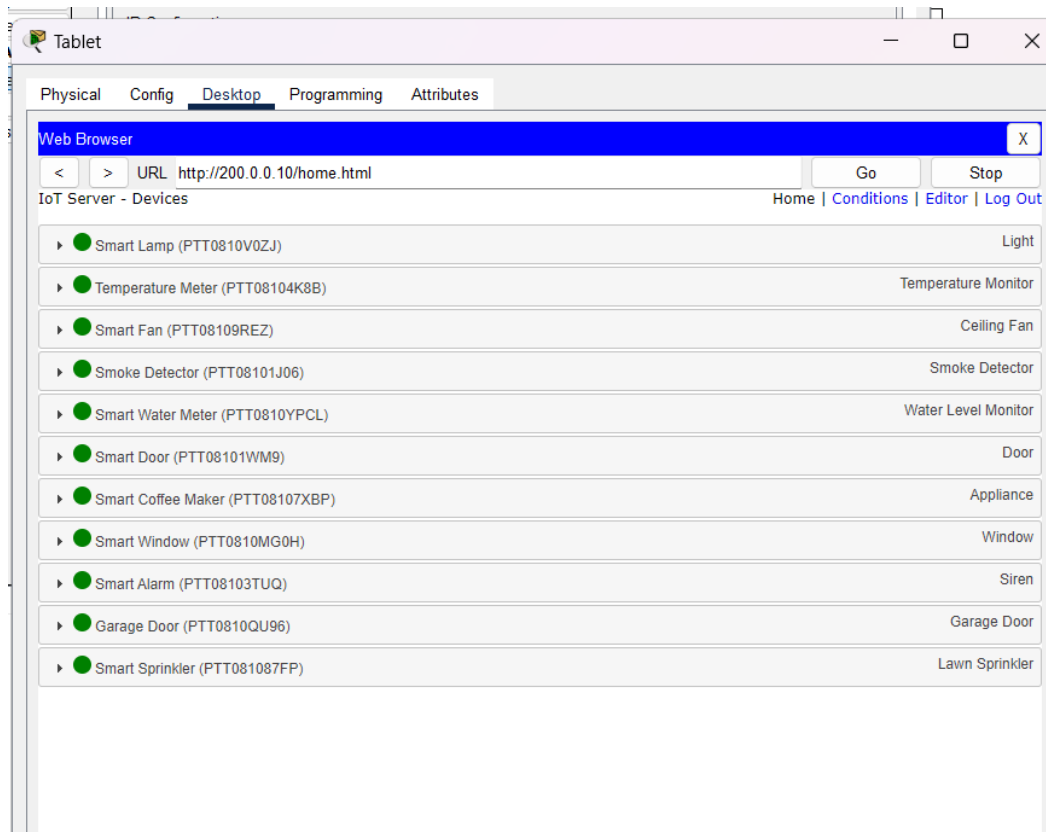 Tablet
Physical Config Desktop Programming Attributes
Web Browser X
< > URL http://200.0.0.10/home.html Go Stop
IoT Server - Devices Home | Conditions | Editor | Log Out
Smart Lamp (PTT0810V0ZJ) Light
Temperature Meter (PTT08104K8B) Temperature Monitor
Smart Fan (PTT08109REZ) Ceiling Fan
Smoke Detector (PTT08101J06) Smoke Detector
Smart Water Meter (PTT0810YPCL) Water Level Monitor
Smart Door (PTT08101WM9) Door
Smart Coffee Maker (PTT08107XBP) Appliance
Smart Window (PTT0810MG0H) Window
Smart Alarm (PTT08103TUQ) Siren
Garage Door (PTT0810QU96) Garage Door
Smart Sprinkler (PTT081087FP) Lawn Sprinkler